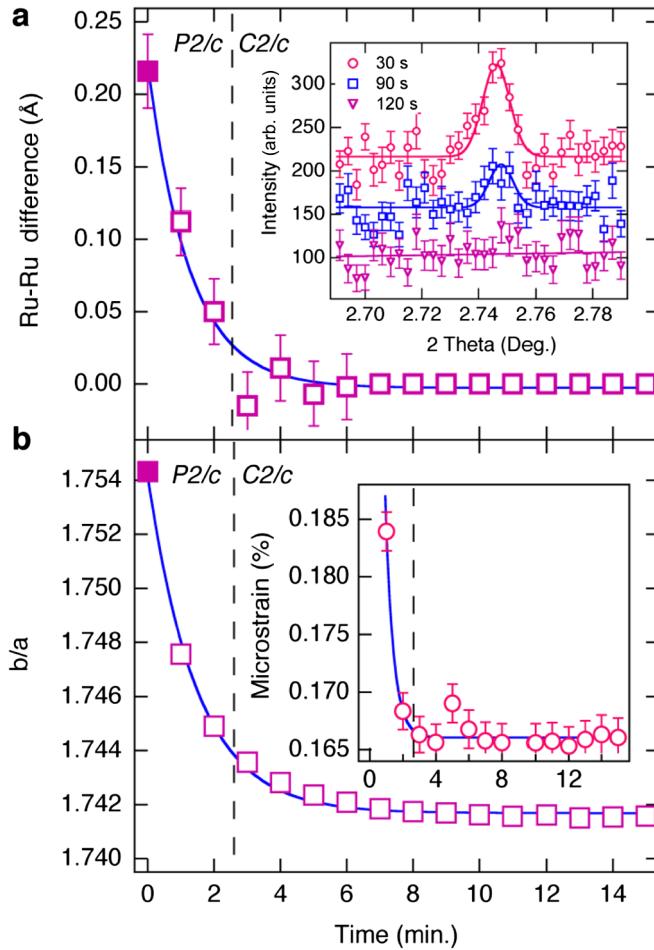 a
P2/c C2/c
Ru-Ru difference (Å)
0.25
0.20
0.15
0.10
0.05
0.00
30 s
90 s
120 s
Intensity (arb. units)
300
250
200
150
100
2.70 2.72 2.74 2.76 2.78
2 Theta (Deg.)
b
P2/c C2/c
b/a
1.754
1.752
1.750
1.748
1.746
1.744
1.742
1.740
Microstrain (%)
0.185
0.180
0.175
0.170
0.165
0 4 8 12
0 2 4 6 8 10 12 14
Time (min.)